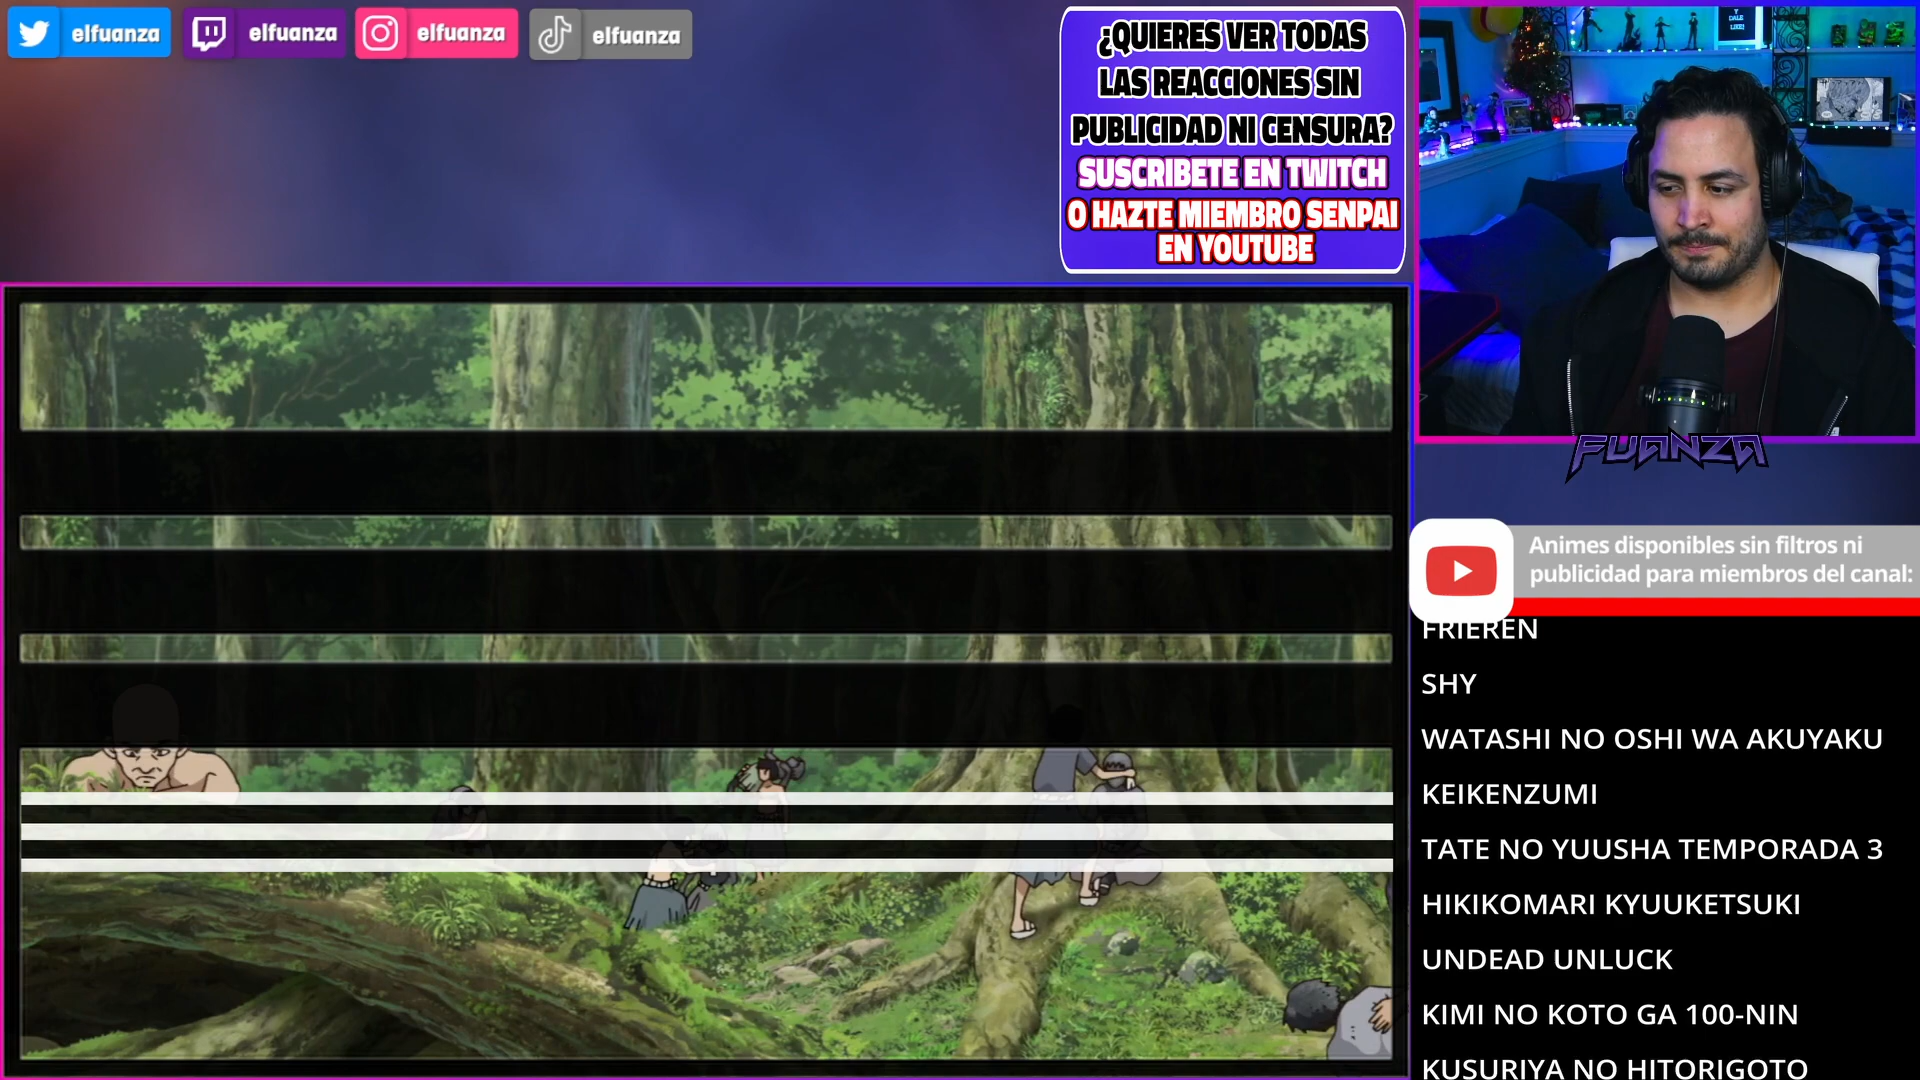 elfuanza
elfuanza
elfuanza
elfuanza
¿QUIERES VER TODAS
LAS REACCIONES SIN
PUBLICIDAD NI CENSURA?
SUSCRIBETE EN TWITCH
O HAZTE MIEMBRO SENPAI
EN YOUTUBE
Y
DALE
LIKE!
FUANZA
Animes disponibles sin filtros ni
publicidad para miembros del canal:
FRIEREN
SHY
WATASHI NO OSHI WA AKUYAKU
KEIKENZUMI
TATE NO YUUSHA TEMPORADA 3
HIKIKOMARI KYUUKETSUKI
UNDEAD UNLUCK
KIMI NO KOTO GA 100-NIN
KUSURIYA NO HITORIGOTO